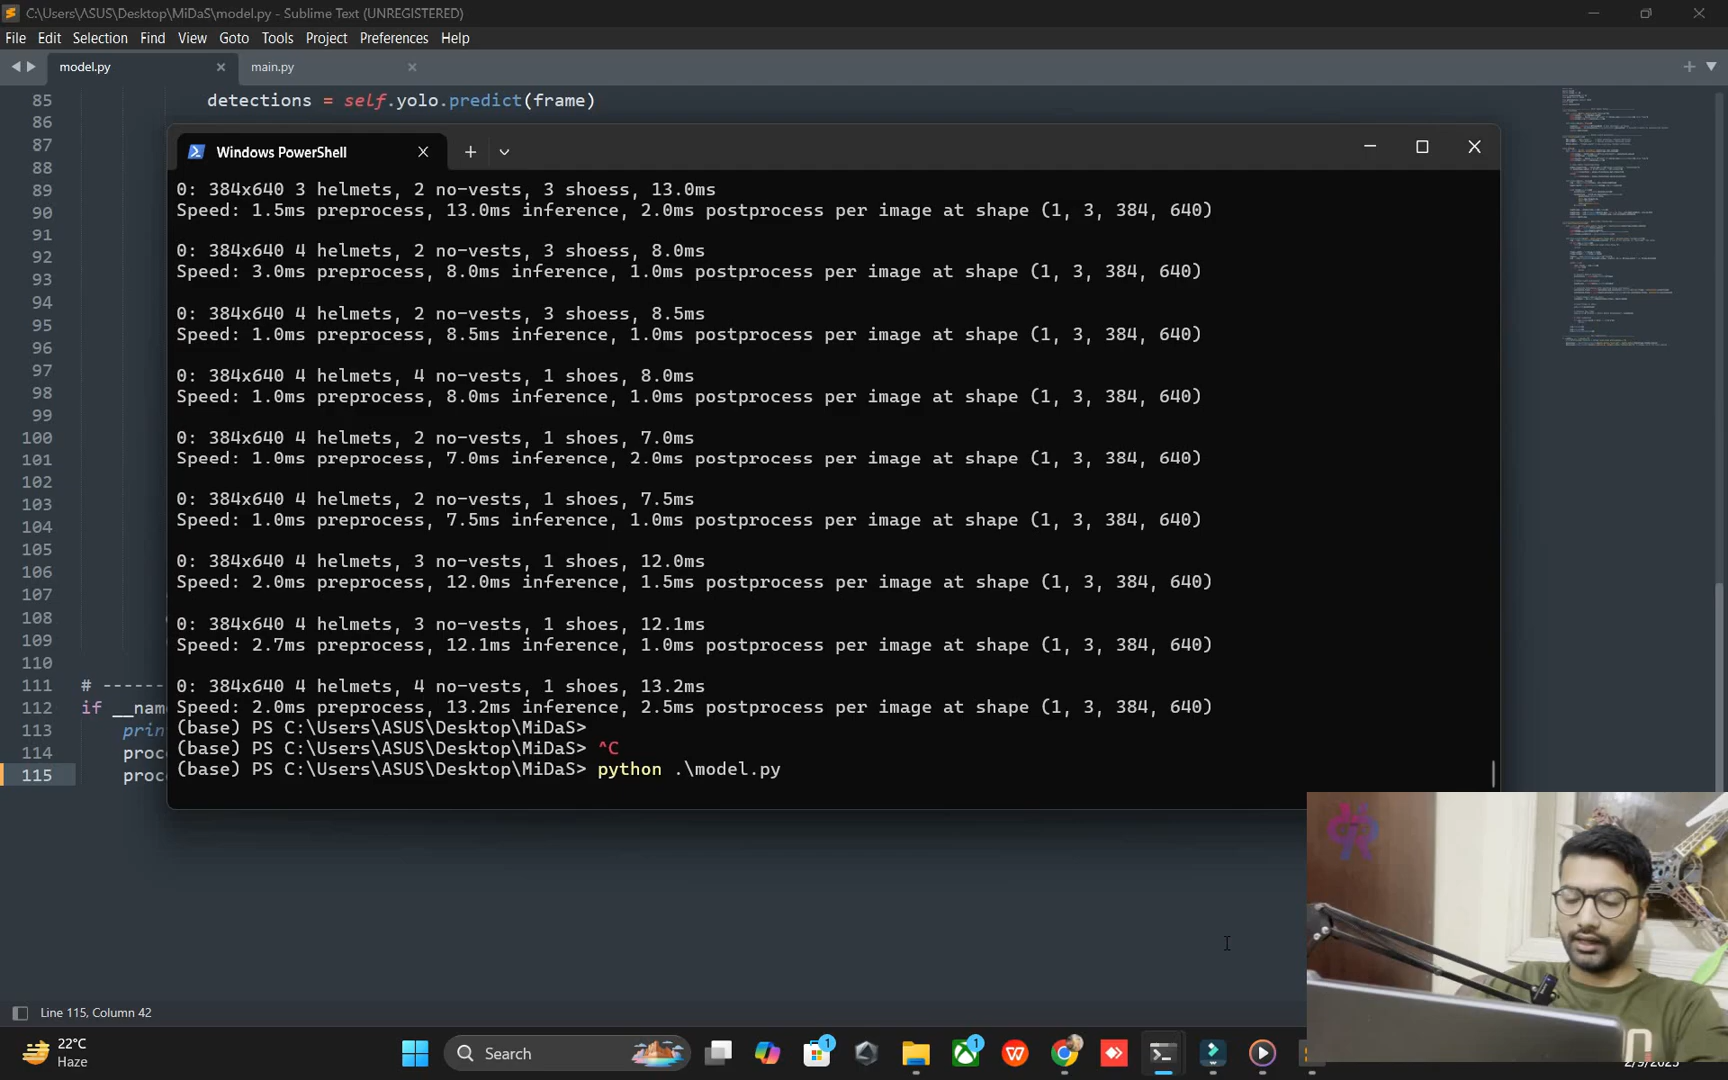 C:\Users\ASUS\Desktop\MiDaS\model.py - Sublime Text (UNREGISTERED)
File Edit Selection Find View Goto Tools Project Preferences Help
model.py
main.py
85 detections = self.yolo.predict(frame)
86
87
88
89
90
91
92
93
94
95
96
97
98
99
100
101
102
103
104
105
106
107
108
109
110
111 # ------
112 if __nam
113 prin
114 proc
115 proc
Windows PowerShell
0: 384x640 3 helmets, 2 no-vests, 3 shoess, 13.0ms
Speed: 1.5ms preprocess, 13.0ms inference, 2.0ms postprocess per image at shape (1, 3, 384, 640)
0: 384x640 4 helmets, 2 no-vests, 3 shoess, 8.0ms
Speed: 3.0ms preprocess, 8.0ms inference, 1.0ms postprocess per image at shape (1, 3, 384, 640)
0: 384x640 4 helmets, 2 no-vests, 3 shoess, 8.5ms
Speed: 1.0ms preprocess, 8.5ms inference, 1.0ms postprocess per image at shape (1, 3, 384, 640)
0: 384x640 4 helmets, 4 no-vests, 1 shoes, 8.0ms
Speed: 1.0ms preprocess, 8.0ms inference, 1.0ms postprocess per image at shape (1, 3, 384, 640)
0: 384x640 4 helmets, 2 no-vests, 1 shoes, 7.0ms
Speed: 1.0ms preprocess, 7.0ms inference, 2.0ms postprocess per image at shape (1, 3, 384, 640)
0: 384x640 4 helmets, 2 no-vests, 1 shoes, 7.5ms
Speed: 1.0ms preprocess, 7.5ms inference, 1.0ms postprocess per image at shape (1, 3, 384, 640)
0: 384x640 4 helmets, 3 no-vests, 1 shoes, 12.0ms
Speed: 2.0ms preprocess, 12.0ms inference, 1.5ms postprocess per image at shape (1, 3, 384, 640)
0: 384x640 4 helmets, 3 no-vests, 1 shoes, 12.1ms
Speed: 2.7ms preprocess, 12.1ms inference, 1.0ms postprocess per image at shape (1, 3, 384, 640)
0: 384x640 4 helmets, 4 no-vests, 1 shoes, 13.2ms
Speed: 2.0ms preprocess, 13.2ms inference, 2.5ms postprocess per image at shape (1, 3, 384, 640)
(base) PS C:\Users\ASUS\Desktop\MiDaS>
(base) PS C:\Users\ASUS\Desktop\MiDaS> ^C
(base) PS C:\Users\ASUS\Desktop\MiDaS> python .\model.py
Line 115, Column 42
22°C
Haze
Search
1
1